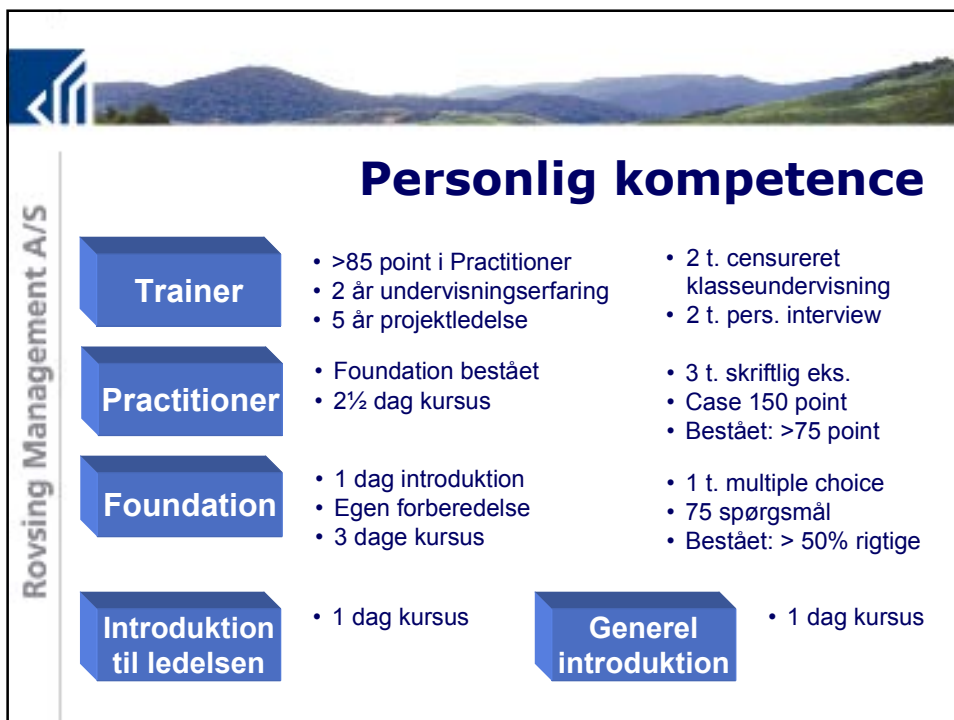 Rovsing Management A/S
Personlig kompetence
Trainer
• >85 point i Practitioner
• 2 år undervisningserfaring
• 5 år projektledelse
• 2 t. censureret
klasseundervisning
• 2 t. pers. interview
Practitioner
• Foundation bestået
• 2½ dag kursus
• 3 t. skriftlig eks.
• Case 150 point
• Bestået: >75 point
Foundation
• 1 dag introduktion
• Egen forberedelse
• 3 dage kursus
• 1 t. multiple choice
• 75 spørgsmål
• Bestået: > 50% rigtige
Introduktion
til ledelsen
• 1 dag kursus
Generel
introduktion
• 1 dag kursus